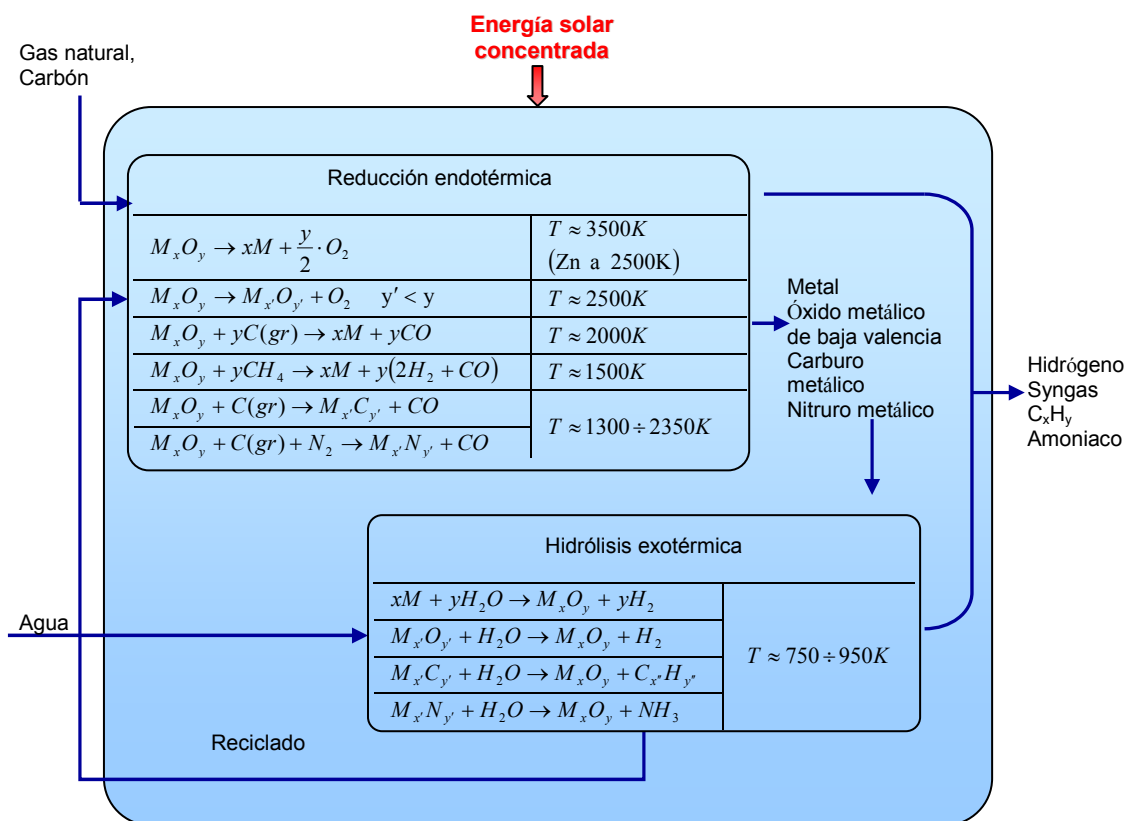 Energía solar
concentrada
Gas natural,
Carbón
Reducción endotérmica
M_xO_y → xM + y/2 · O_2
T ≈ 3500K
(Zn a 2500K)
M_xO_y → M_x'O_y' + O_2 y' < y
T ≈ 2500K
M_xO_y + yC(gr) → xM + yCO
T ≈ 2000K
M_xO_y + yCH_4 → xM + y(2H_2 + CO)
T ≈ 1500K
M_xO_y + C(gr) → M_x'C_y' + CO
M_xO_y + C(gr) + N_2 → M_x'N_y' + CO
T ≈ 1300 ÷ 2350K
Metal
Óxido metálico
de baja valencia
Carburo
metálico
Nitruro metálico
Hidrógeno
Syngas
C_xH_y
Amoniaco
Hidrólisis exotérmica
xM + yH_2O → M_xO_y + yH_2
M_x'O_y' + H_2O → M_xO_y + H_2
M_x'C_y' + H_2O → M_xO_y + C_x''H_y''
M_x'N_y' + H_2O → M_xO_y + NH_3
T ≈ 750 ÷ 950K
Agua
Reciclado